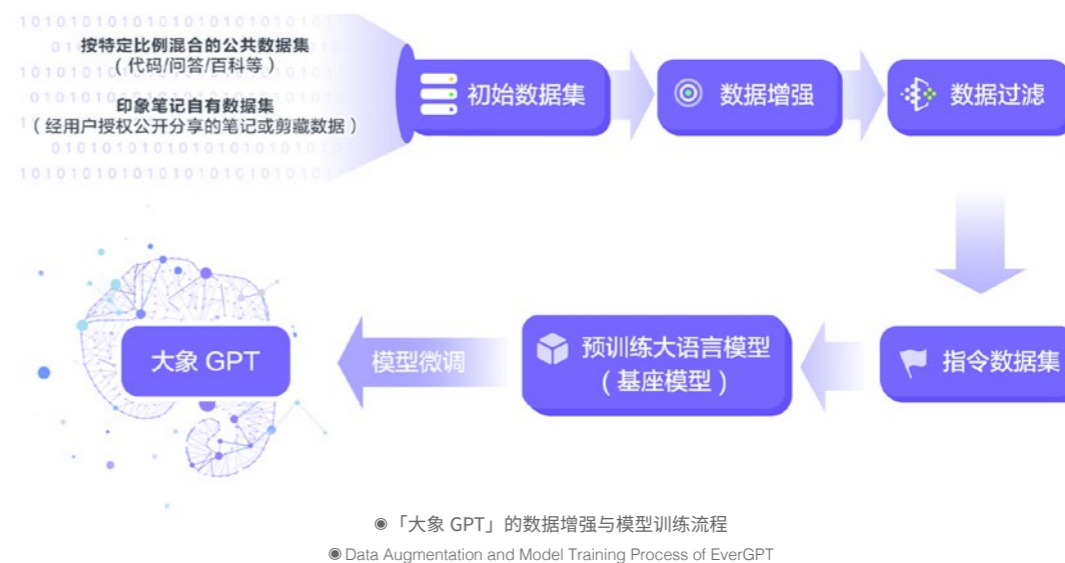 按特定比例混合的公共数据集
（代码/问答/百科等）
印象笔记自有数据集
（经用户授权公开分享的笔记或剪藏数据）
初始数据集
数据增强
数据过滤
大象 GPT
模型微调
预训练大语言模型
（基座模型）
指令数据集
◉「大象 GPT」的数据增强与模型训练流程
◉ Data Augmentation and Model Training Process of EverGPT